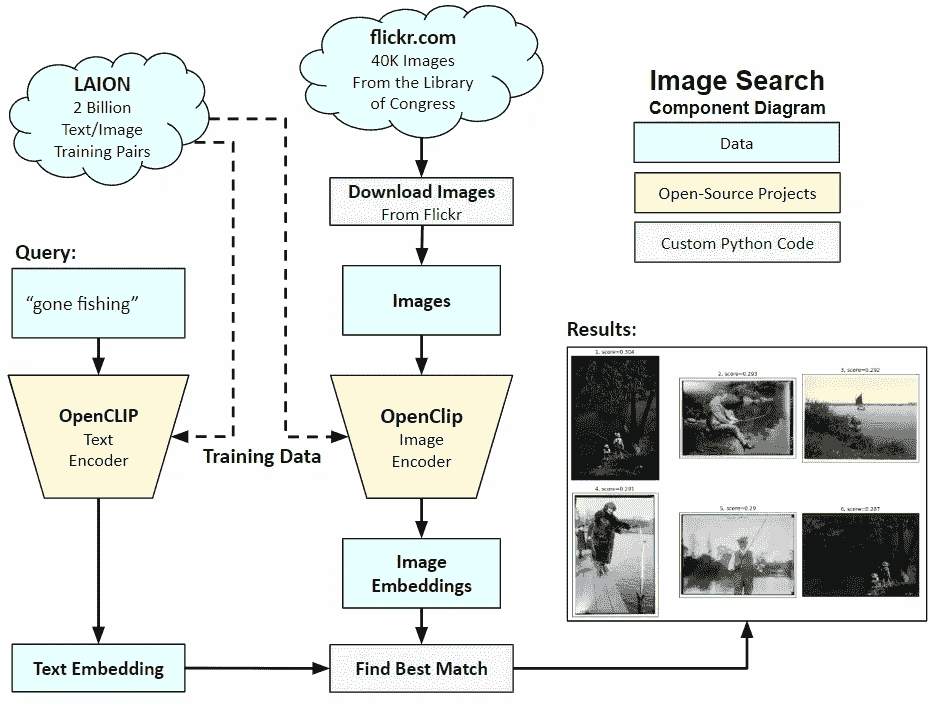 LAION
2 Billion
Text/Image
Training Pairs
flickr.com
40K Images
From the Library
of Congress
Image Search
Component Diagram
Data
Open-Source Projects
Custom Python Code
Download Images
From Flickr
Query:
“gone fishing”
Images
OpenCLIP
Text
Encoder
OpenClip
Image
Encoder
Training Data
Image
Embeddings
Text Embedding
Find Best Match
Results:
1, score=0.304
2, score=0.293
3, score=0.292
4, score=0.291
5, score=0.29
6, score=0.287